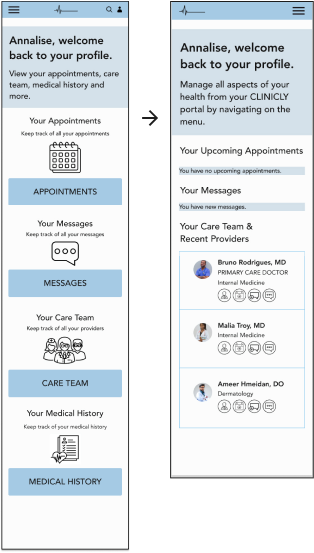 Annalise, welcome
back to your profile.
View your appointments, care
team, medical history and
more.
Your Appointments
Keep track of all your appointments
APPOINTMENTS
Your Messages
Keep track of all your messages
MESSAGES
Your Care Team
Keep track of all your providers
CARE TEAM
Your Medical History
Keep track of your medical history
MEDICAL HISTORY
Annalise, welcome
back to your profile.
Manage all aspects of your
health from your CLINICLY
portal by navigating on the
menu.
Your Upcoming Appointments
You have no upcoming appointments.
Your Messages
You have new messages.
Your Care Team &
Recent Providers
Bruno Rodrigues, MD
PRIMARY CARE DOCTOR
Internal Medicine
Malia Troy, MD
Internal Medicine
Ameer Hmeidan, DO
Dermatology